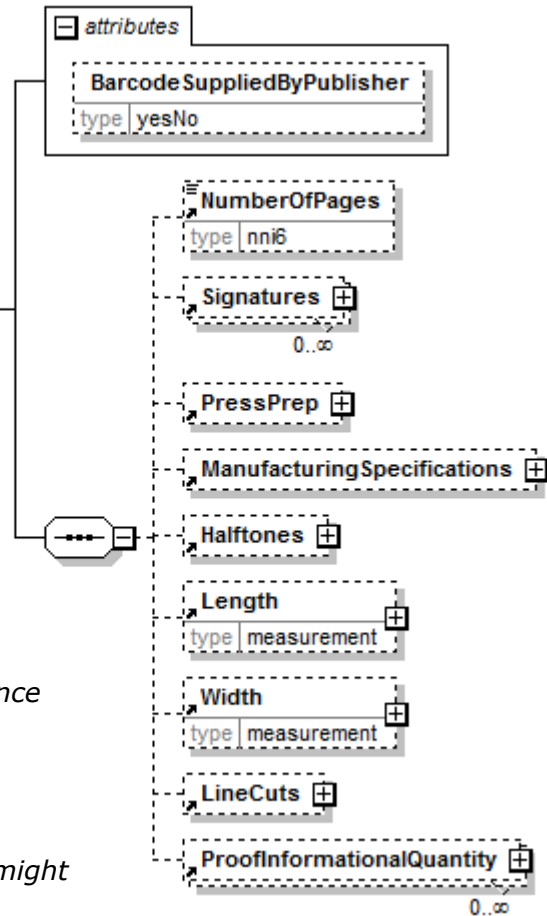 attributes
BarcodeSuppliedByPublisher
type yesNo
NumberOfPages
type nni6
Signatures
0..∞
PressPrep
ManufacturingSpecifications
Halftones
Length
type measurement
nce
Width
type measurement
LineCuts
might
ProofInformationalQuantity
0..∞